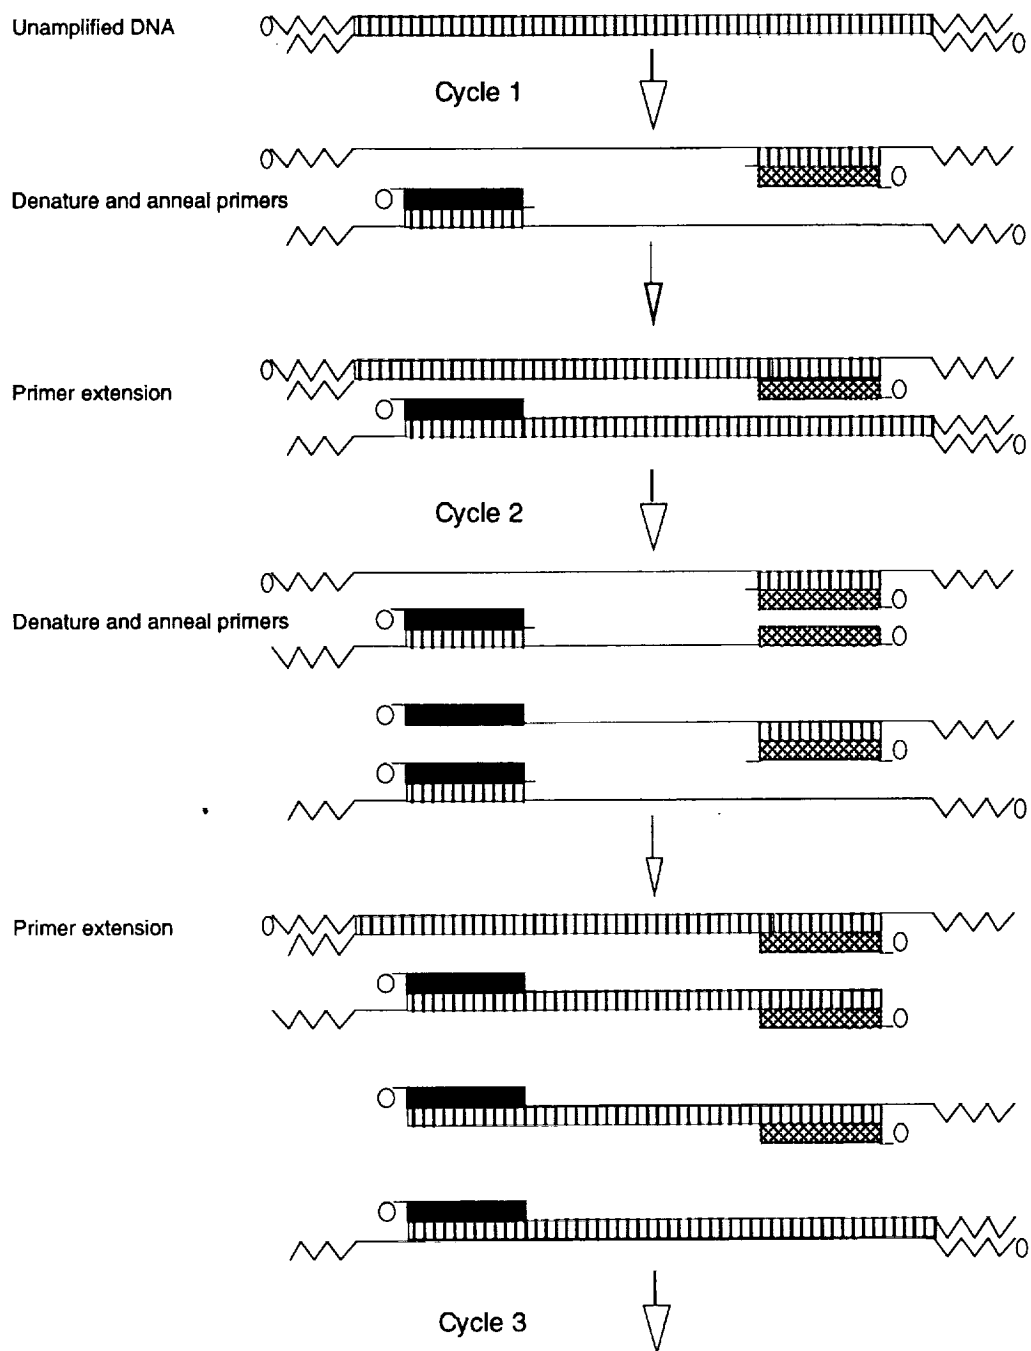 Unamplified DNA
Cycle 1
Denature and anneal primers
Primer extension
Cycle 2
Denature and anneal primers
Primer extension
Cycle 3